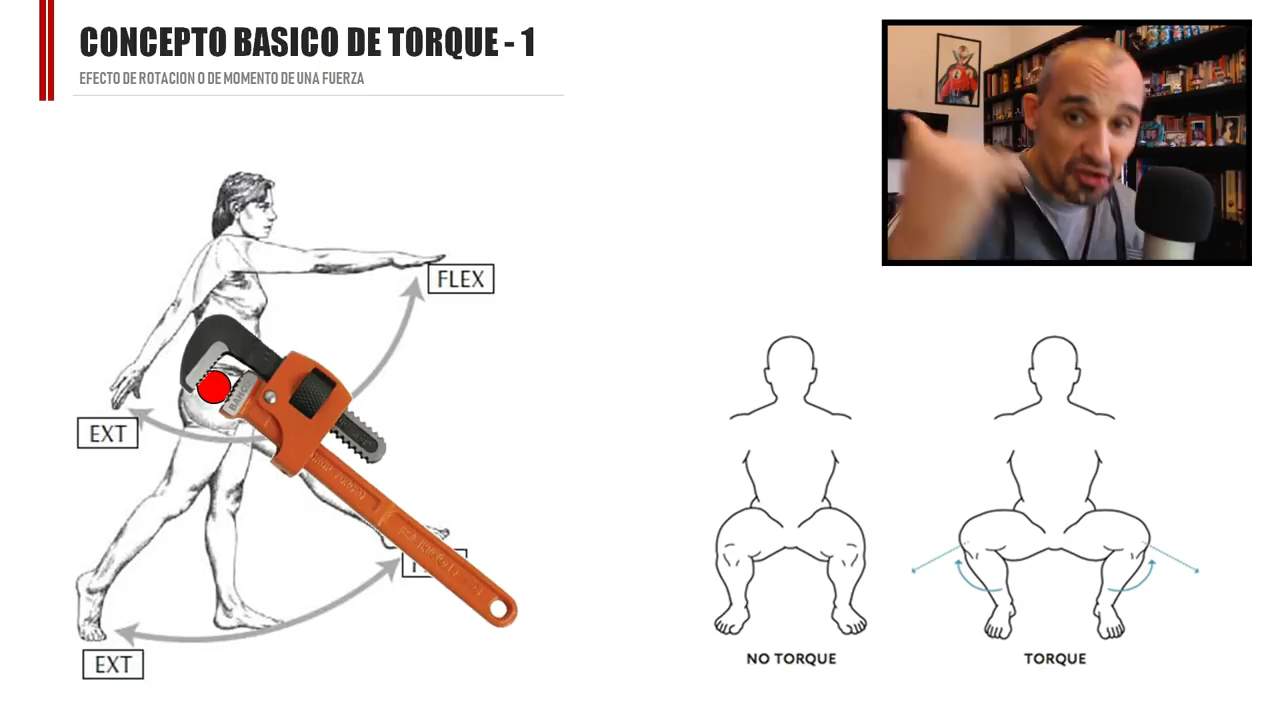 CONCEPTO BASICO DE TORQUE - 1
EFECTO DE ROTACION O DE MOMENTO DE UNA FUERZA
FLEX
EXT
BAHCO
EXT
NO TORQUE
TORQUE